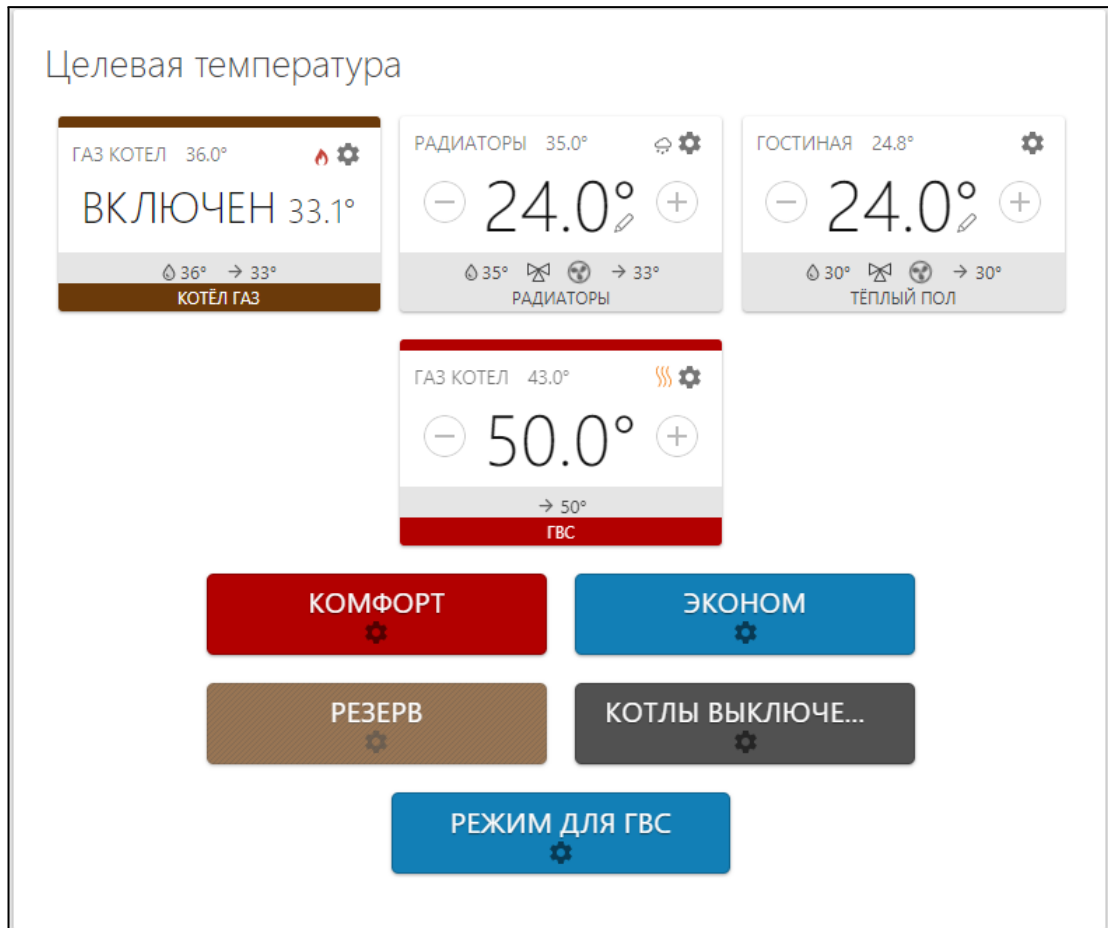 Целевая температура
ГАЗ КОТЕЛ 36.0°
ВКЛЮЧЕН 33.1°
36° → 33°
КОТЁЛ ГАЗ
РАДИАТОРЫ 35.0°
− 24.0° +
35° → 33°
РАДИАТОРЫ
ГОСТИНАЯ 24.8°
− 24.0° +
30° → 30°
ТЁПЛЫЙ ПОЛ
ГАЗ КОТЕЛ 43.0°
− 50.0° +
→ 50°
ГВС
КОМФОРТ
ЭКОНОМ
РЕЗЕРВ
КОТЛЫ ВЫКЛЮЧЕ...
РЕЖИМ ДЛЯ ГВС